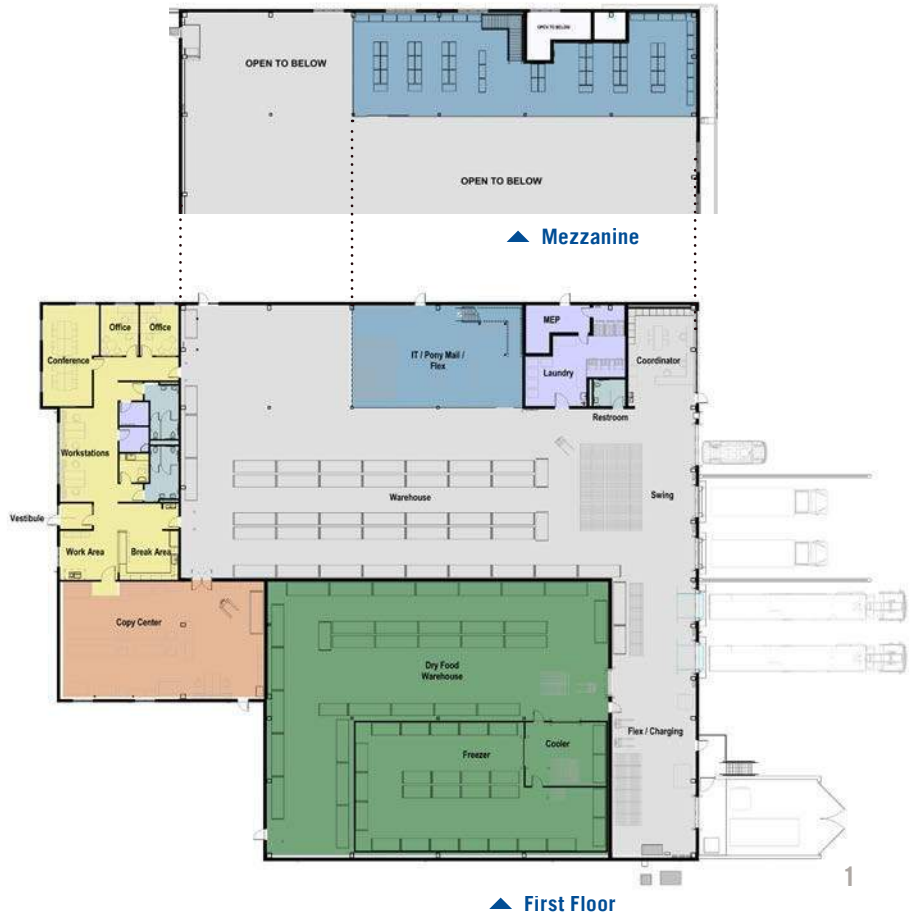 OPEN TO BELOW
OPEN TO BELOW
OPEN TO BELOW
▲ Mezzanine
Office
Office
Conference
MEP
IT / Pony Mail /
Flex
Laundry
Coordinator
Restroom
Workstations
Warehouse
Swing
Vestibule
Work Area
Break Area
Copy Center
Dry Food
Warehouse
Flex / Charging
Freezer
Cooler
1
▲ First Floor